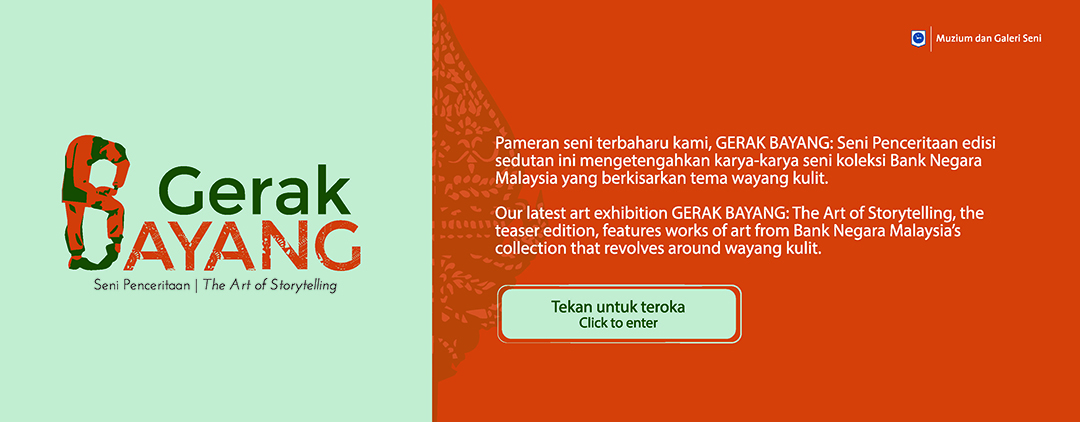 Muzium dan Galeri Seni
Gerak
BAYANG
Seni Penceritaan | The Art of Storytelling
Pameran seni terbaharu kami, GERAK BAYANG: Seni Penceritaan edisi
sedutan ini mengetengahkan karya-karya seni koleksi Bank Negara
Malaysia yang berkisarkan tema wayang kulit.
Our latest art exhibition GERAK BAYANG: The Art of Storytelling, the
teaser edition, features works of art from Bank Negara Malaysia's
collection that revolves around wayang kulit.
Tekan untuk teroka
Click to enter